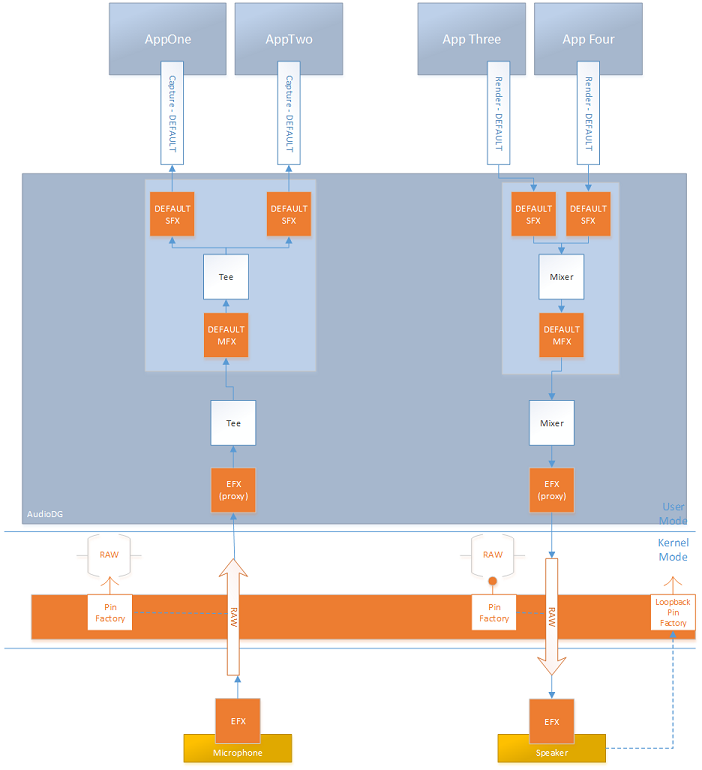 AppOne
AppTwo
App Three
App Four
Capture - DEFAULT
Capture - DEFAULT
Render - DEFAULT
Render - DEFAULT
DEFAULT
SFX
DEFAULT
SFX
DEFAULT
SFX
DEFAULT
SFX
Tee
Mixer
DEFAULT
MFX
DEFAULT
MFX
Tee
Mixer
EFX
(proxy)
EFX
(proxy)
AudioDG
User
Mode
Kernel
Mode
RAW
RAW
Pin
Factory
RAW
Pin
Factory
RAW
Loopback
Pin
Factory
EFX
EFX
Microphone
Speaker